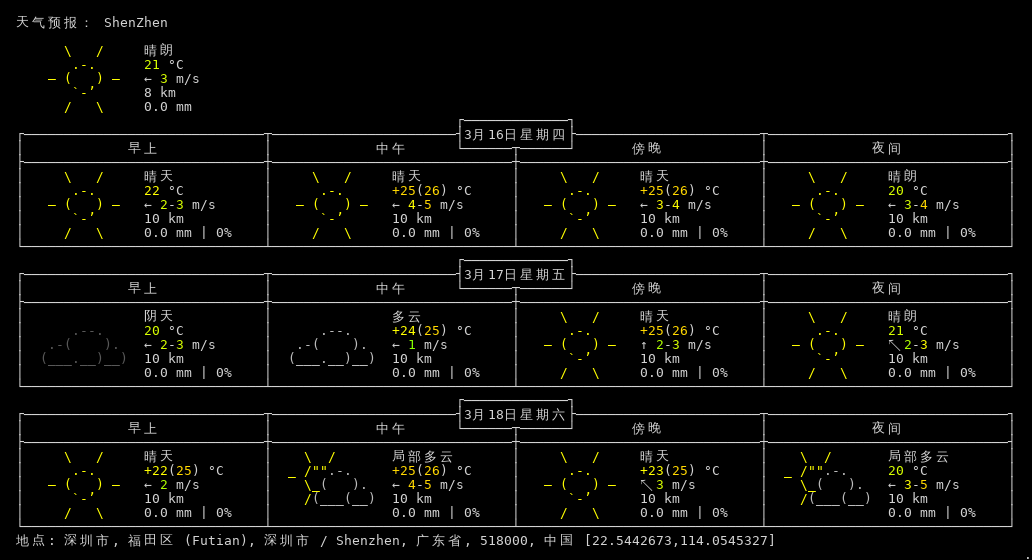 天气预报： ShenZhen
晴朗
21 °C
← 3 m/s
8 km
0.0 mm
3月16日星期四
早上 中午 傍晚 夜间
晴天 晴天 晴天 晴朗
22 °C +25(26) °C +25(26) °C 20 °C
← 2-3 m/s ← 4-5 m/s ← 3-4 m/s ← 3-4 m/s
10 km 10 km 10 km 10 km
0.0 mm | 0% 0.0 mm | 0% 0.0 mm | 0% 0.0 mm | 0%
3月17日星期五
早上 中午 傍晚 夜间
阴天 多云 晴天 晴朗
20 °C +24(25) °C +25(26) °C 21 °C
← 2-3 m/s ← 1 m/s ↑ 2-3 m/s ↖ 2-3 m/s
10 km 10 km 10 km 10 km
0.0 mm | 0% 0.0 mm | 0% 0.0 mm | 0% 0.0 mm | 0%
3月18日星期六
早上 中午 傍晚 夜间
晴天 局部多云 晴天 局部多云
+22(25) °C +25(26) °C +23(25) °C 20 °C
← 2 m/s ← 4-5 m/s ↖ 3 m/s ← 3-5 m/s
10 km 10 km 10 km 10 km
0.0 mm | 0% 0.0 mm | 0% 0.0 mm | 0% 0.0 mm | 0%
地点: 深圳市, 福田区 (Futian), 深圳市 / Shenzhen, 广东省, 518000, 中国 [22.5442673,114.0545327]